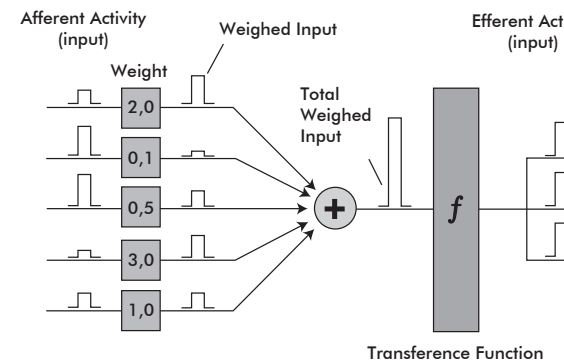 Afferent Activity
(input)
Weighed Input
Efferent Act
(input)
Weight
2,0
0,1
0,5
3,0
1,0
Total
Weighed
Input
+
f
Transference Function